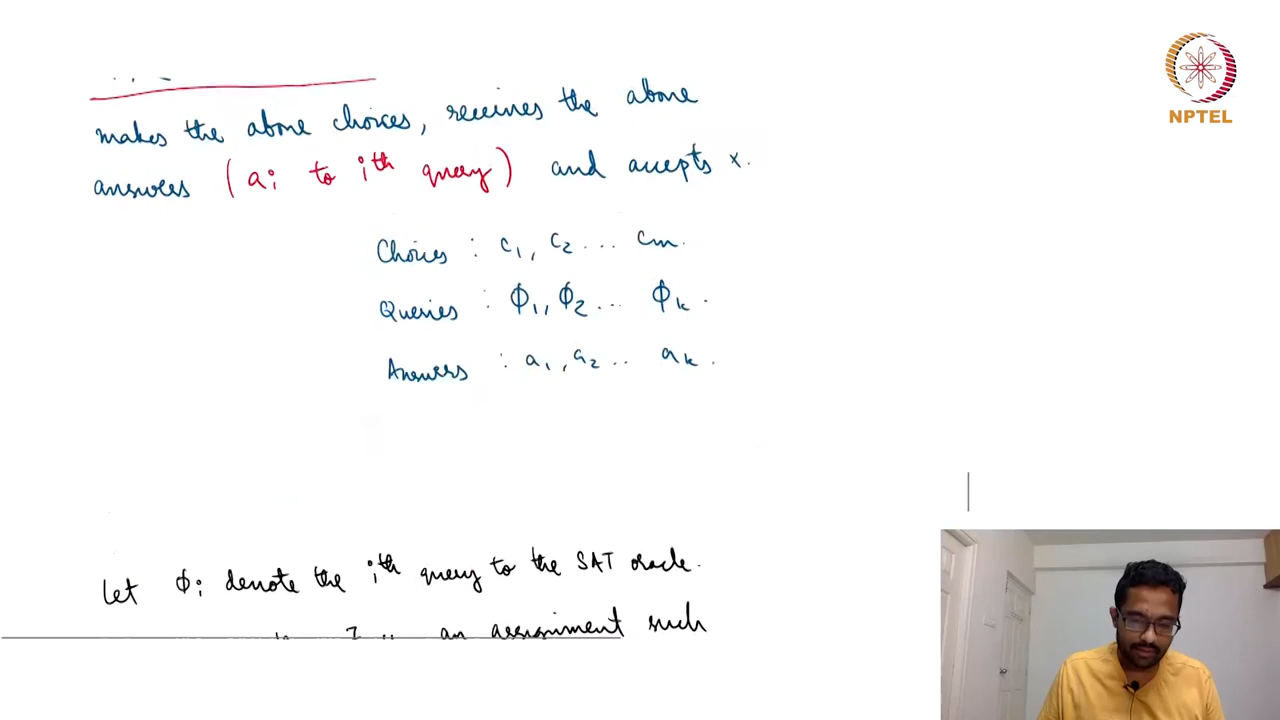 NPTEL
makes the above choices, receives the above
answers (ai to ith query) and accepts x.
Choices : c1, c2 ... cm.
Queries : ϕ1, ϕ2 ... ϕk.
Answers : a1, a2 .. ak.
Let ϕi denote the ith query to the SAT oracle.
an assignment such